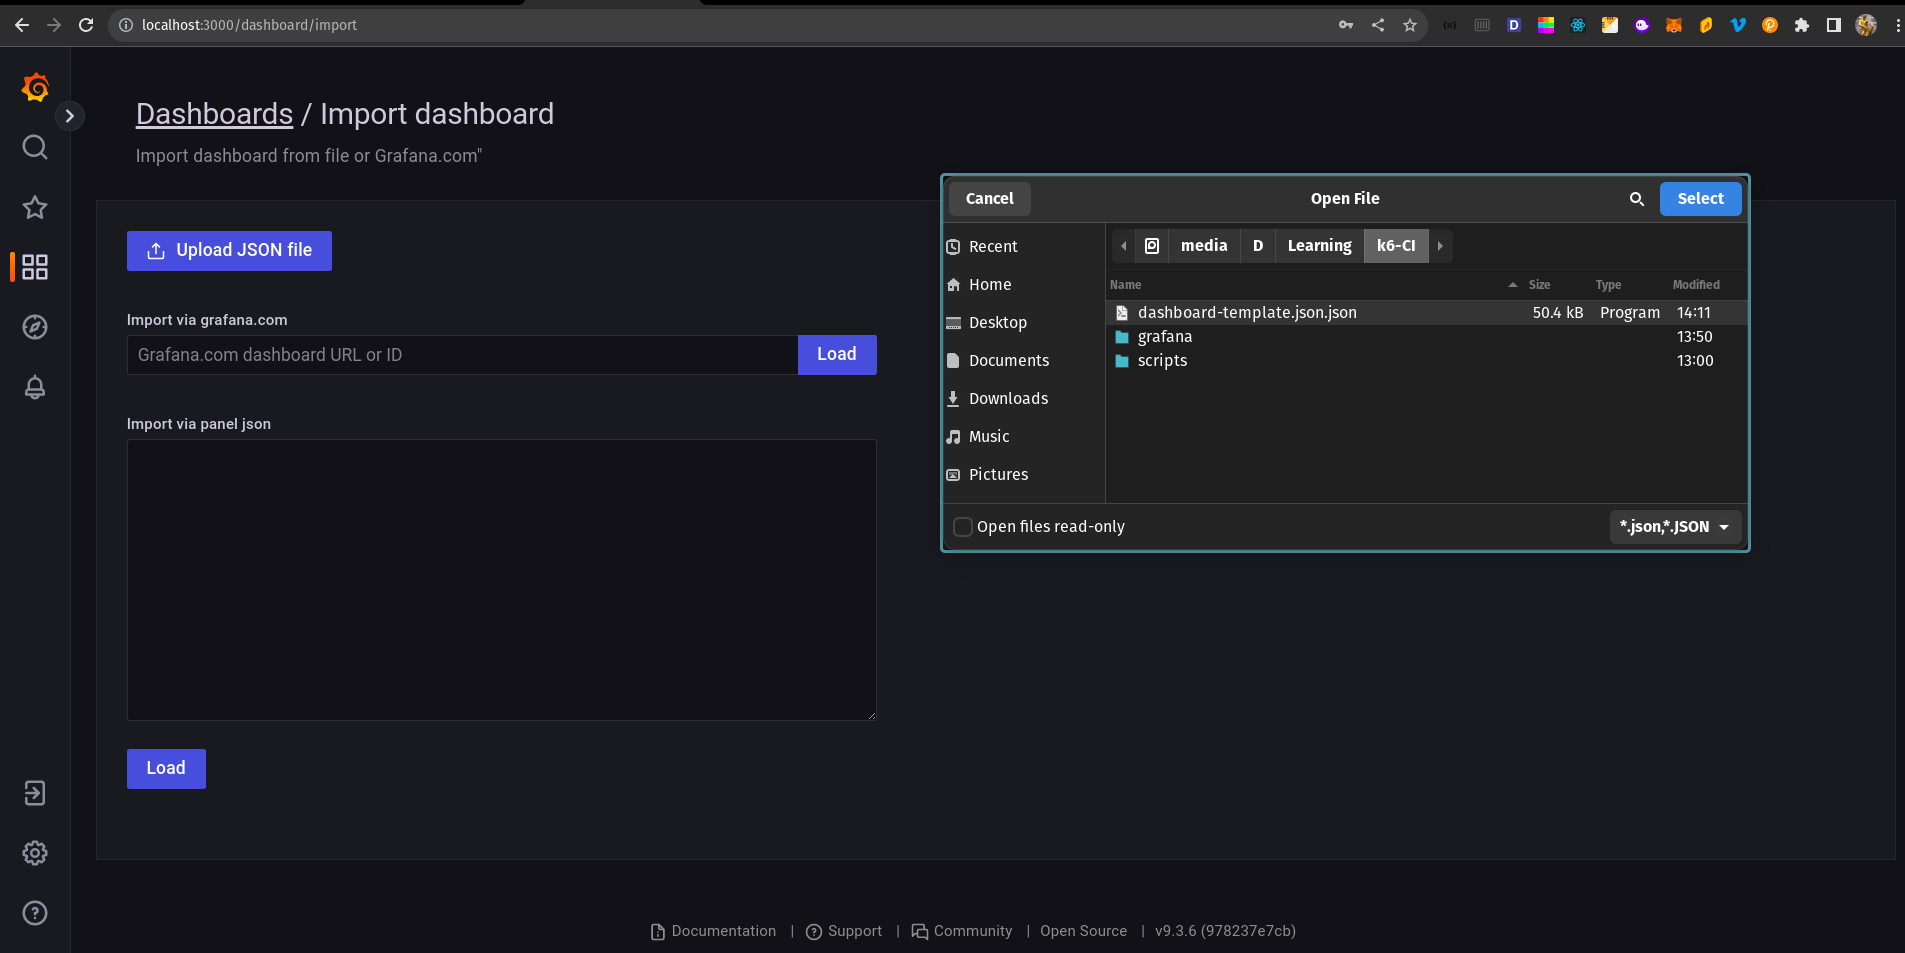 localhost:3000/dashboard/import
Dashboards / Import dashboard
Import dashboard from file or Grafana.com"
Upload JSON file
Import via grafana.com
Grafana.com dashboard URL or ID
Load
Import via panel json
Load
Cancel
Open File
Select
Recent
Home
Desktop
Documents
Downloads
Music
Pictures
media D Learning k6-CI
Name Size Type Modified
dashboard-template.json.json 50.4 kB Program 14:11
grafana 13:50
scripts 13:00
Open files read-only
*.json,*.JSON
Documentation | Support | Community | Open Source | v9.3.6 (978237e7cb)